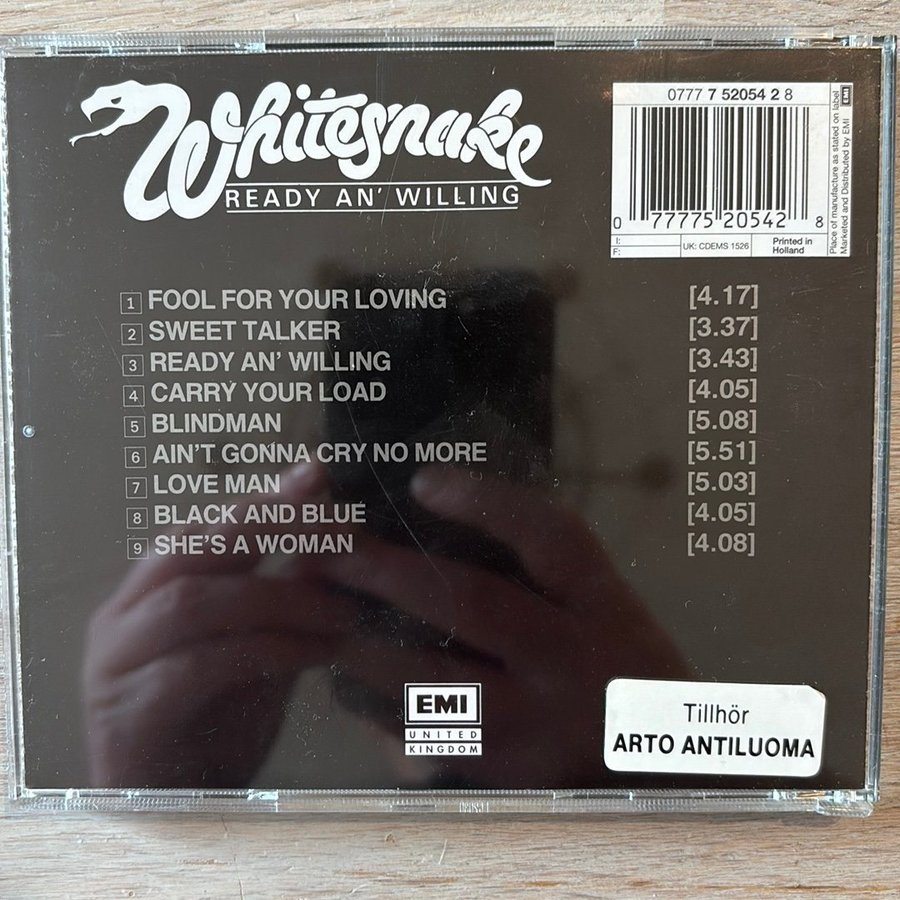 Whitesnake
READY AN' WILLING
0777 7 52054 2 8
0 77775 20542 8
I:
F:
UK: CDEMS 1526
Printed in
Holland
Place of manufacture as stated on label
Marketed and Distributed by EMI
EMI
1 FOOL FOR YOUR LOVING [4.17]
2 SWEET TALKER [3.37]
3 READY AN' WILLING [3.43]
4 CARRY YOUR LOAD [4.05]
5 BLINDMAN [5.08]
6 AIN'T GONNA CRY NO MORE [5.51]
7 LOVE MAN [5.03]
8 BLACK AND BLUE [4.05]
9 SHE'S A WOMAN [4.08]
EMI
UNITED
KINGDOM
Tillhör
ARTO ANTILUOMA